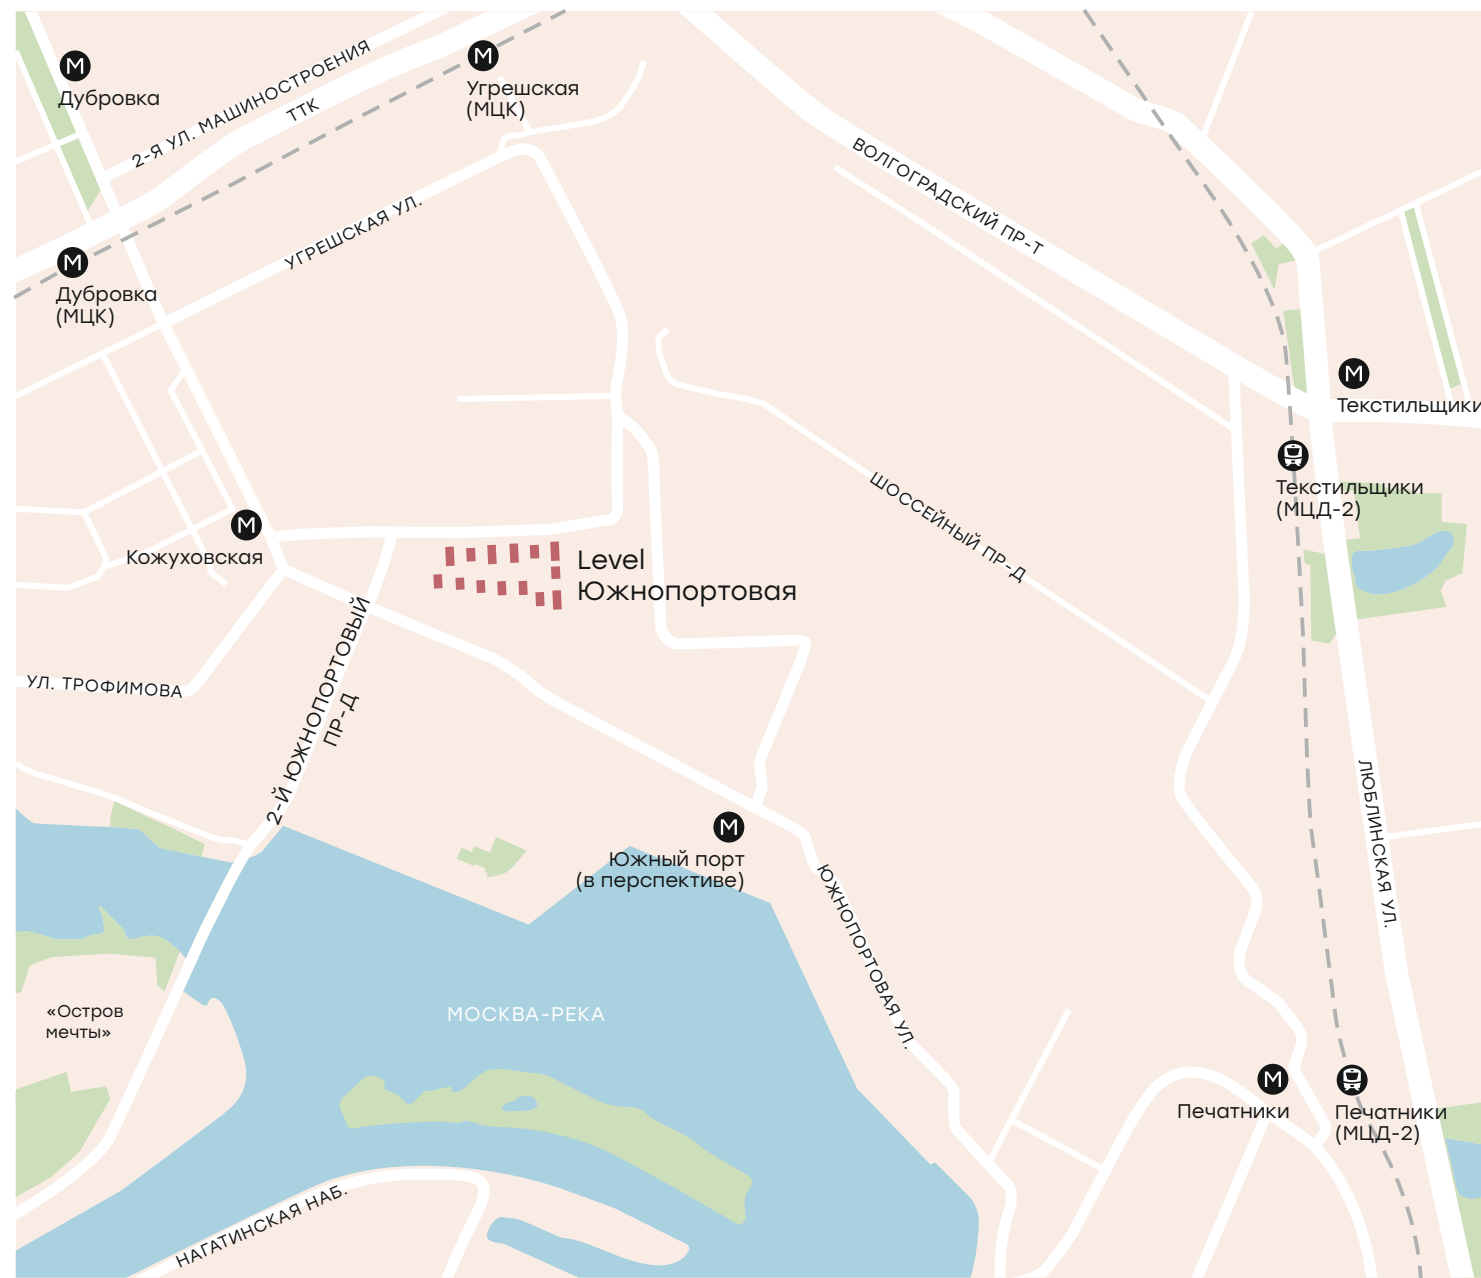 М
Дубровка
2-Я УЛ. МАШИНОСТРОЕНИЯ
ТТК
М
Угрешская
(МЦК)
ВОЛГОГРАДСКИЙ ПР-Т
УГРЕШСКАЯ УЛ.
М
Дубровка
(МЦК)
М
Текстильщики
Текстильщики
(МЦД-2)
ШОССЕЙНЫЙ ПР-Д
М
Кожуховская
Level
Южнопортовая
УЛ. ТРОФИМОВА
2-Й ЮЖНОПОРТОВЫЙ
ПР-Д
ЛЮБЛИНСКАЯ УЛ.
М
Южный порт
(в перспективе)
ЮЖНОПОРТОВАЯ УЛ.
«Остров
мечты»
МОСКВА-РЕКА
М
Печатники
Печатники
(МЦД-2)
НАГАТИНСКАЯ НАБ.